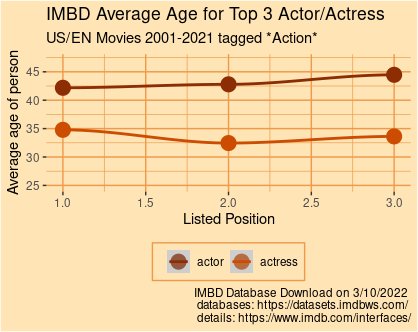 IMBD Average Age for Top 3 Actor/Actress
US/EN Movies 2001-2021 tagged *Action*
Average age of person
45
40
35
30
25
1.0 1.5 2.0 2.5 3.0
Listed Position
actor actress
IMBD Database Download on 3/10/2022
databases: https://datasets.imdbws.com/
details: https://www.imdb.com/interfaces/